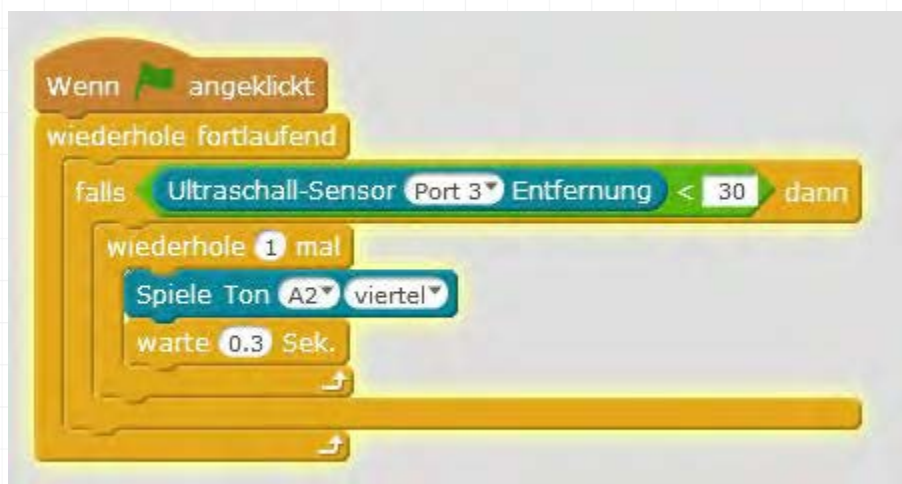 Wenn angeklickt
wiederhole fortlaufend
falls Ultraschall-Sensor Port 3 Entfernung < 30 dann
wiederhole 1 mal
Spiele Ton A2 viertel
warte 0.3 Sek.